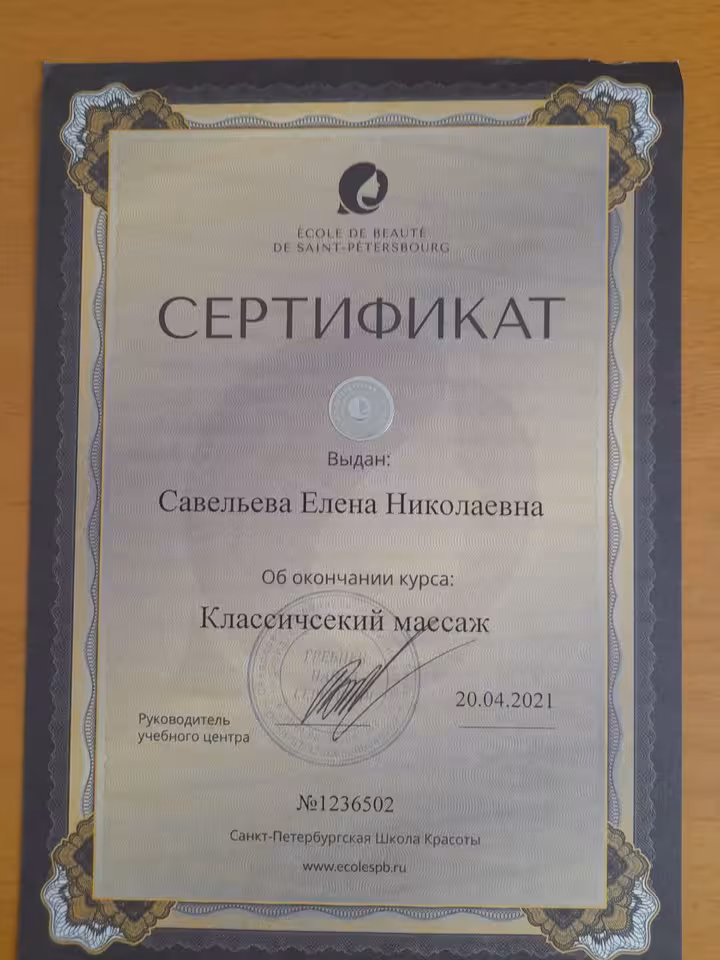 ÉCOLE DE BEAUTÉ
DE SAINT-PÉTERSBOURG
СЕРТИФИКАТ
Выдан:
Савельева Елена Николаевна
Об окончании курса:
Классичсекий массаж
20.04.2021
Руководитель
учебного центра
№1236502
Санкт-Петербургская Школа Красоты
www.ecolespb.ru